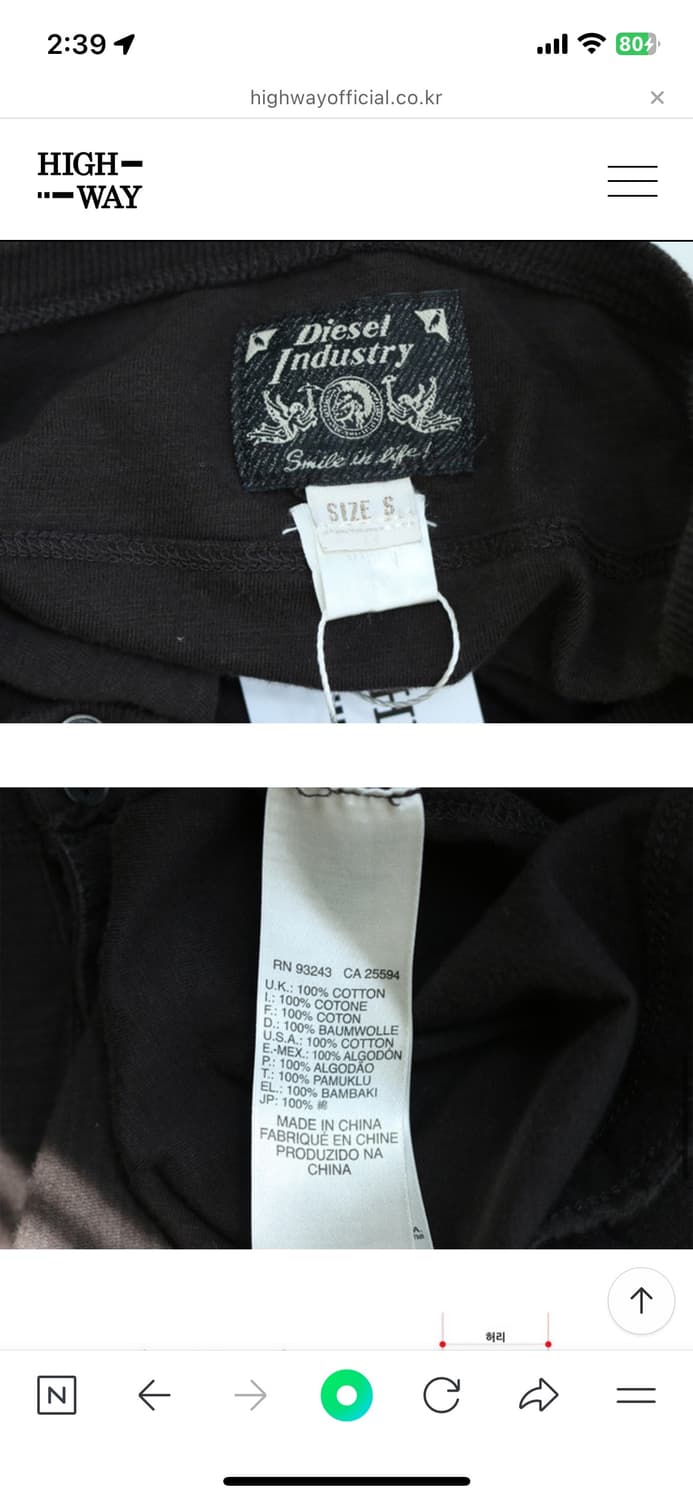 2:39
80
highwayofficial.co.kr
HIGH
WAY
Diesel
Industry
Smile in life!
SIZE S
RN 93243 CA 25594
U.K.: 100% COTTON
I.: 100% COTONE
F.: 100% COTON
D.: 100% BAUMWOLLE
U.S.A.: 100% COTTON
E.-MEX.: 100% ALGODÓN
P.: 100% ALGODÃO
T.: 100% PAMUKLU
EL.: 100% BAMBAKI
JP: 100% 綿
MADE IN CHINA
FABRIQUÉ EN CHINE
PRODUZIDO NA
CHINA
허리
N